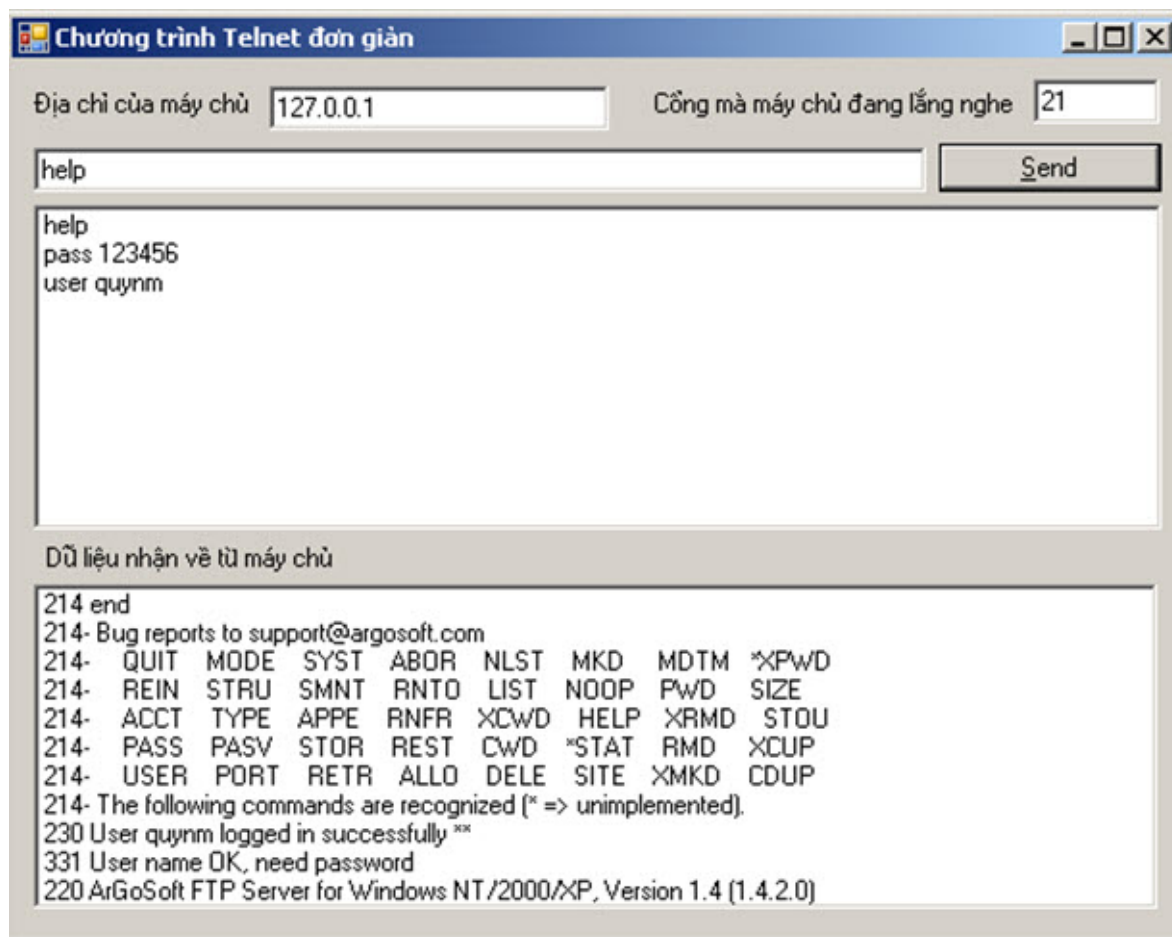 Chương trình Telnet đơn giản
Địa chỉ của máy chủ 127.0.0.1 Cổng mà máy chủ đang lắng nghe 21
help Send
help
pass 123456
user quynm
Dữ liệu nhận về từ máy chủ
214 end
214- Bug reports to support@argosoft.com
214- QUIT MODE SYST ABOR NLST MKD MDTM *XPWD
214- REIN STRU SMNT RNTO LIST NOOP PWD SIZE
214- ACCT TYPE APPE RNFR XCWD HELP XRMD STOU
214- PASS PASV STOR REST CWD *STAT RMD XCUP
214- USER PORT RETR ALLO DELE SITE XMKD CDUP
214- The following commands are recognized (* => unimplemented).
230 User quynm logged in successfully **
331 User name OK, need password
220 ArGoSoft FTP Server for Windows NT/2000/XP, Version 1.4 (1.4.2.0)